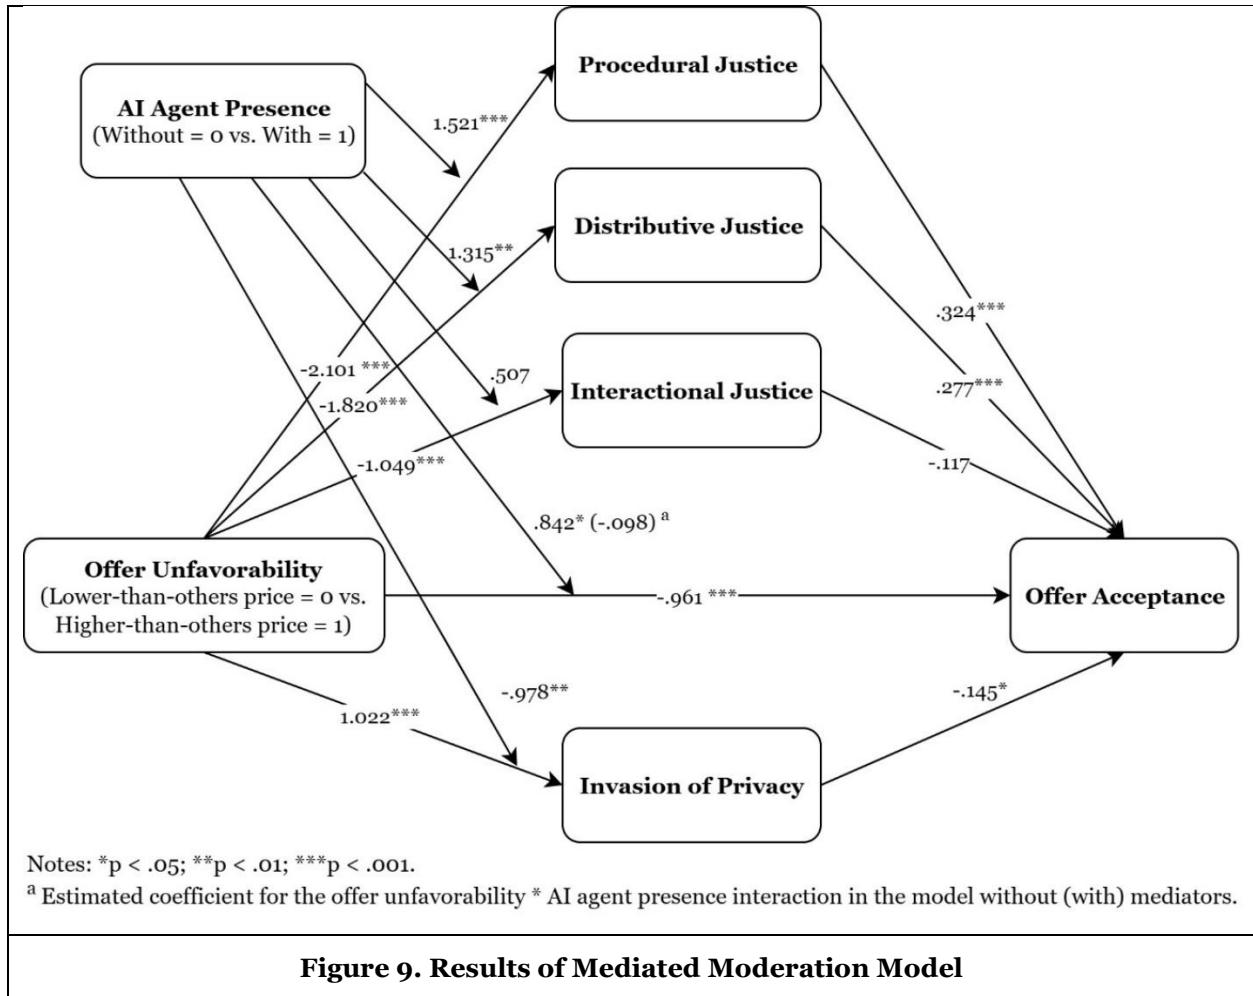 Procedural Justice
AI Agent Presence
(Without = 0 vs. With = 1)
1.521***
Distributive Justice
1.315**
.324***
-2.101 ***
.507
Interactional Justice
.277***
-1.820***
-1.049***
-.117
.842* (-.098) a
Offer Unfavorability
(Lower-than-others price = 0 vs.
Higher-than-others price = 1)
-.961 ***
Offer Acceptance
-.978**
-.145*
1.022***
Invasion of Privacy
Notes: *p < .05; **p < .01; ***p < .001.
a Estimated coefficient for the offer unfavorability * AI agent presence interaction in the model without (with) mediators.
Figure 9. Results of Mediated Moderation Model